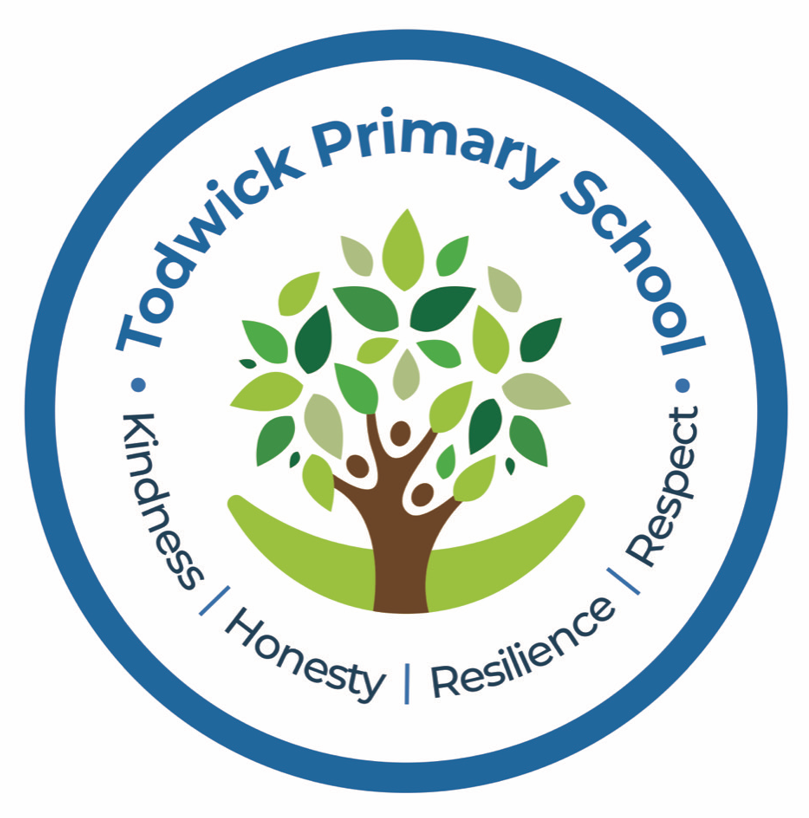 • Todwick Primary School •
Kindness | Honesty | Resilience | Respect